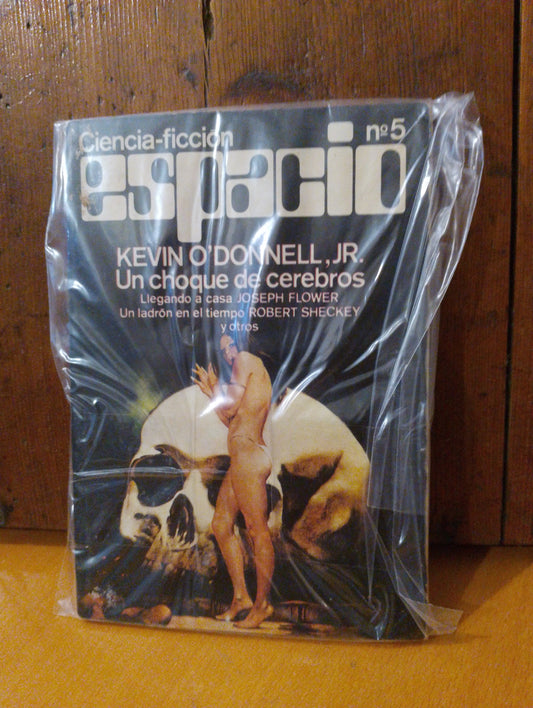 Ciencia-ficción
nº5
espacio
KEVIN O'DONNELL, JR.
Un choque de cerebros
Llegando a casa JOSEPH FLOWER
Un ladrón en el tiempo ROBERT SHECKEY
y otros